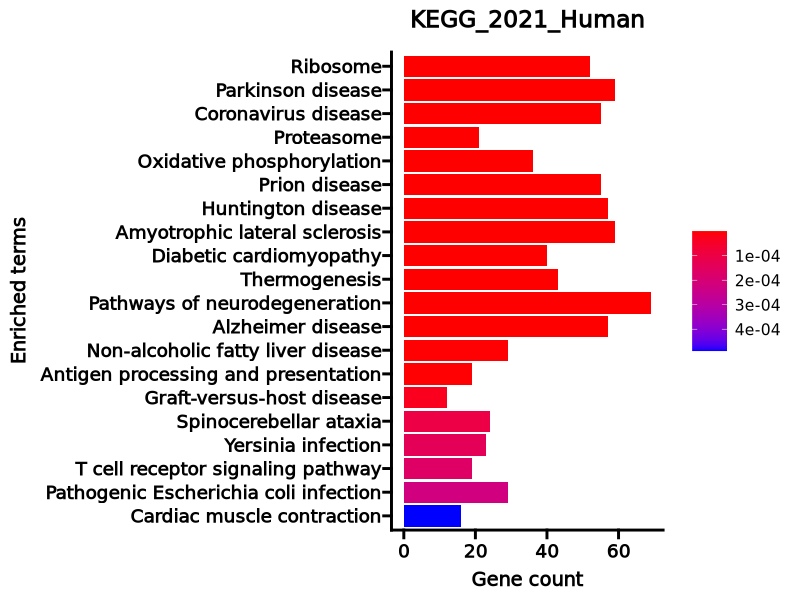 KEGG_2021_Human
Enriched terms
Ribosome
Parkinson disease
Coronavirus disease
Proteasome
Oxidative phosphorylation
Prion disease
Huntington disease
Amyotrophic lateral sclerosis
Diabetic cardiomyopathy
Thermogenesis
Pathways of neurodegeneration
Alzheimer disease
Non-alcoholic fatty liver disease
Antigen processing and presentation
Graft-versus-host disease
Spinocerebellar ataxia
Yersinia infection
T cell receptor signaling pathway
Pathogenic Escherichia coli infection
Cardiac muscle contraction
0 20 40 60
Gene count
1e-04
2e-04
3e-04
4e-04